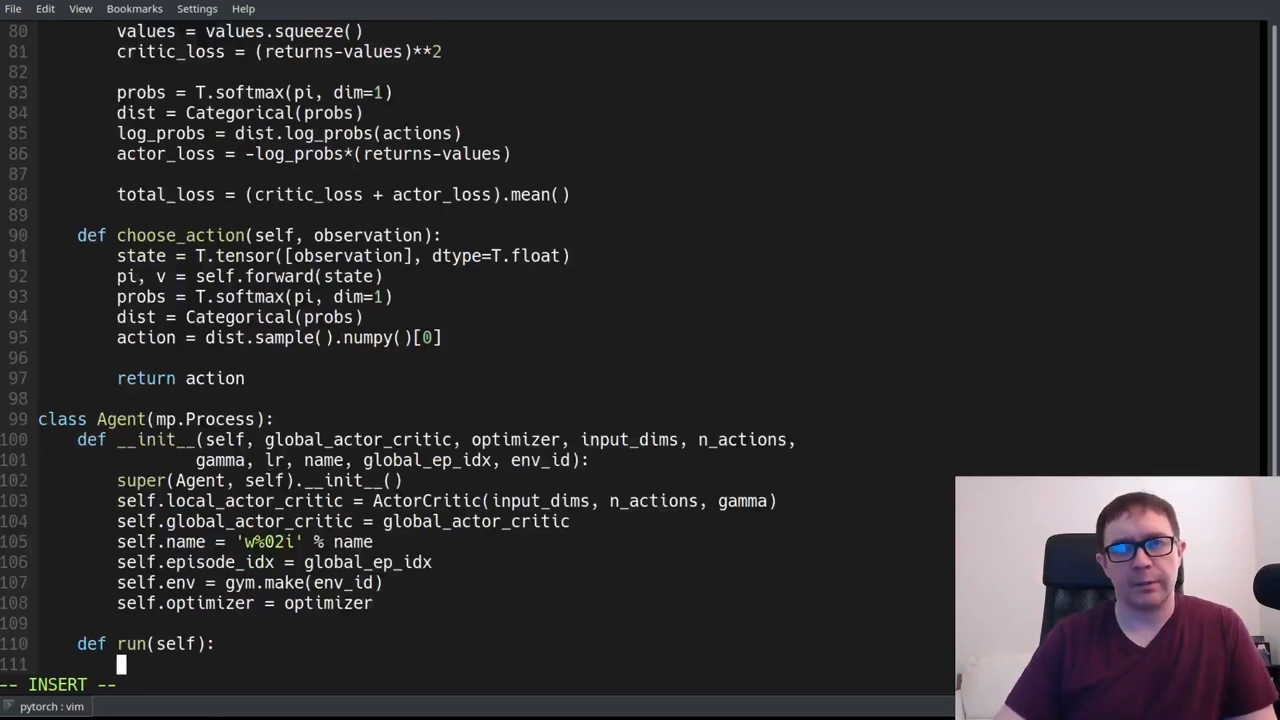 File Edit View Bookmarks Settings Help
80 values = values.squeeze()
81 critic_loss = (returns-values)**2
82
83 probs = T.softmax(pi, dim=1)
84 dist = Categorical(probs)
85 log_probs = dist.log_probs(actions)
86 actor_loss = -log_probs*(returns-values)
87
88 total_loss = (critic_loss + actor_loss).mean()
89
90 def choose_action(self, observation):
91 state = T.tensor([observation], dtype=T.float)
92 pi, v = self.forward(state)
93 probs = T.softmax(pi, dim=1)
94 dist = Categorical(probs)
95 action = dist.sample().numpy()[0]
96
97 return action
98
99 class Agent(mp.Process):
100 def __init__(self, global_actor_critic, optimizer, input_dims, n_actions,
101 gamma, lr, name, global_ep_idx, env_id):
102 super(Agent, self).__init__()
103 self.local_actor_critic = ActorCritic(input_dims, n_actions, gamma)
104 self.global_actor_critic = global_actor_critic
105 self.name = 'w%02i' % name
106 self.episode_idx = global_ep_idx
107 self.env = gym.make(env_id)
108 self.optimizer = optimizer
109
110 def run(self):
111
-- INSERT --
pytorch : vim